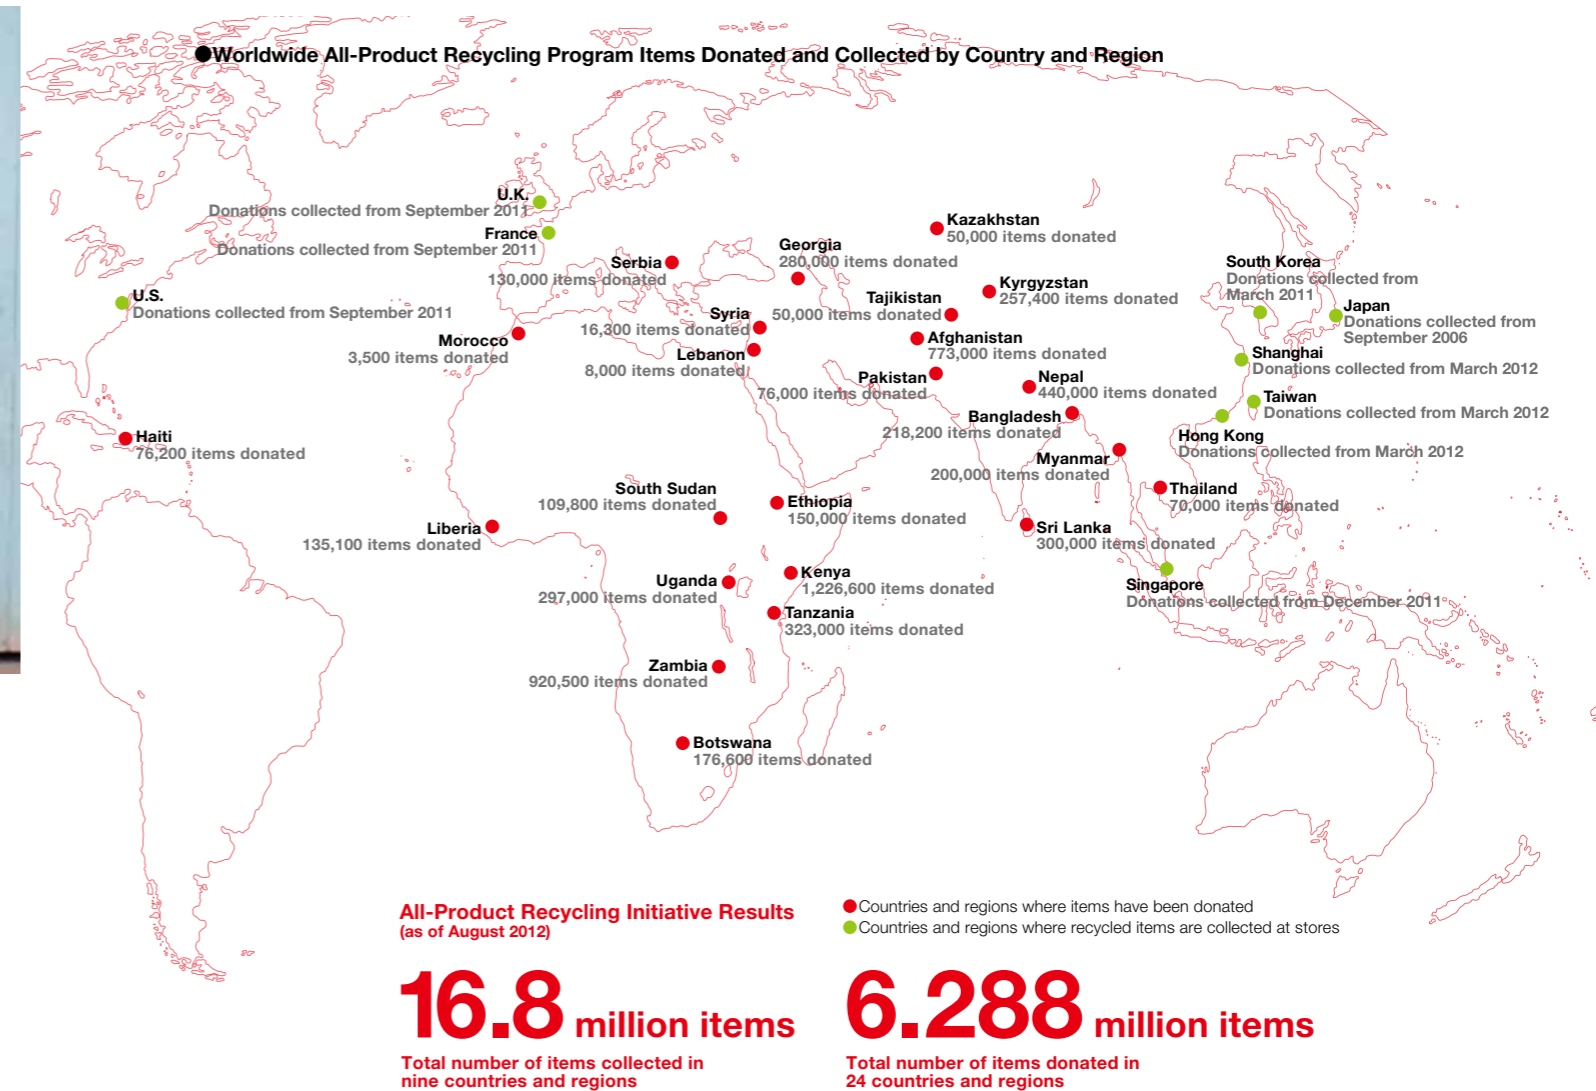 ●Worldwide All-Product Recycling Program Items Donated and Collected by Country and Region
U.K.
Donations collected from September 2011
France
Donations collected from September 2011
Serbia
130,000 items donated
Georgia
280,000 items donated
Kazakhstan
50,000 items donated
Kyrgyzstan
257,400 items donated
Tajikistan
50,000 items donated
South Korea
Donations collected from
March 2011
Japan
Donations collected from
September 2006
U.S.
Donations collected from September 2011
Syria
16,300 items donated
Morocco
3,500 items donated
Lebanon
8,000 items donated
Afghanistan
773,000 items donated
Pakistan
76,000 items donated
Nepal
440,000 items donated
Shanghai
Donations collected from March 2012
Taiwan
Donations collected from March 2012
Bangladesh
218,200 items donated
Hong Kong
Donations collected from March 2012
Haiti
76,200 items donated
Myanmar
200,000 items donated
South Sudan
109,800 items donated
Ethiopia
150,000 items donated
Thailand
70,000 items donated
Liberia
135,100 items donated
Sri Lanka
300,000 items donated
Uganda
297,000 items donated
Kenya
1,226,600 items donated
Singapore
Donations collected from December 2011
Tanzania
323,000 items donated
Zambia
920,500 items donated
Botswana
176,600 items donated
All-Product Recycling Initiative Results
(as of August 2012)
●Countries and regions where items have been donated
●Countries and regions where recycled items are collected at stores
16.8 million items
Total number of items collected in
nine countries and regions
6.288 million items
Total number of items donated in
24 countries and regions